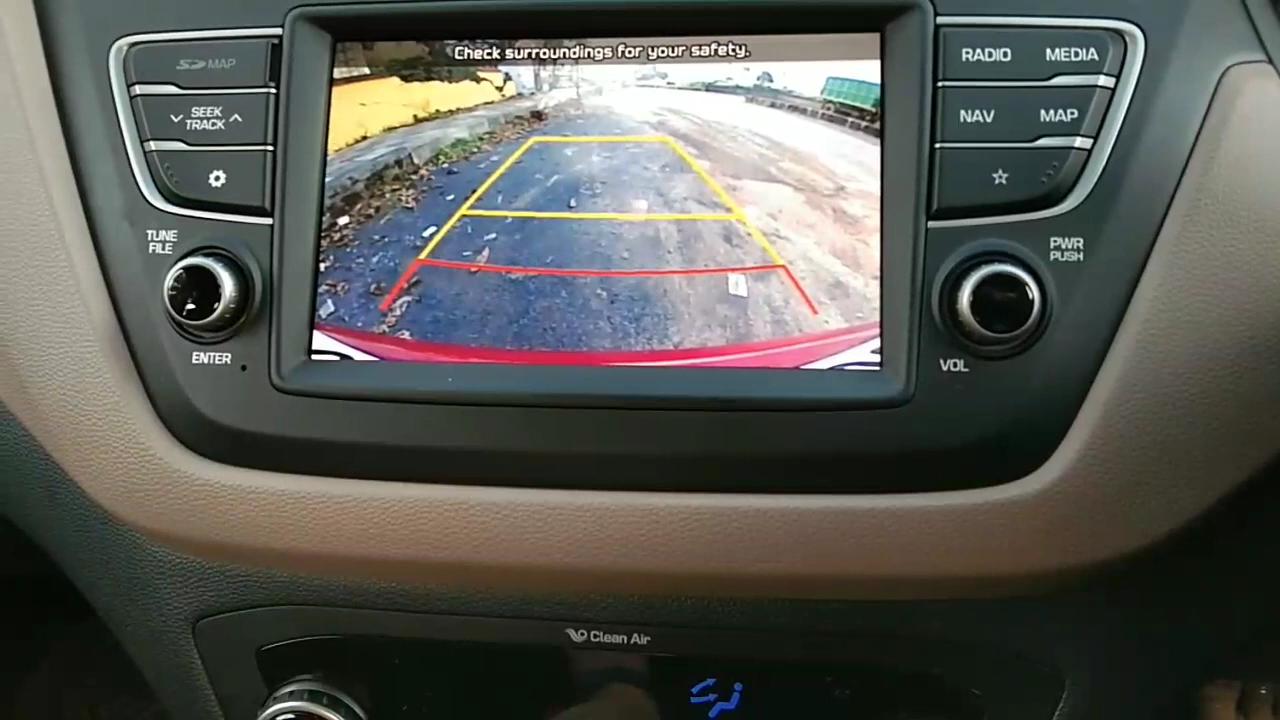 Check surroundings for your safety.
SD MAP
SEEK
TRACK
TUNE
FILE
ENTER
RADIO MEDIA
NAV MAP
PWR
PUSH
VOL
Clean Air